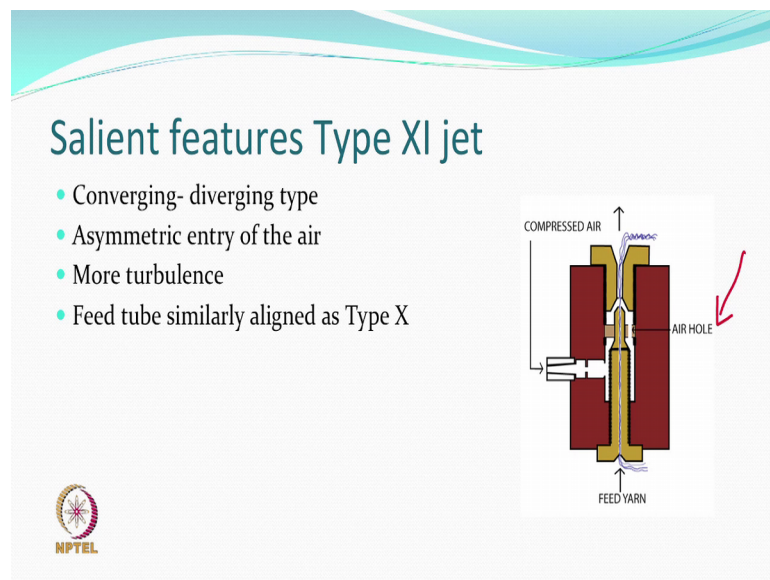 Salient features Type XI jet
Converging- diverging type
Asymmetric entry of the air
More turbulence
Feed tube similarly aligned as Type X
COMPRESSED AIR
AIR HOLE
FEED YARN
NPTEL